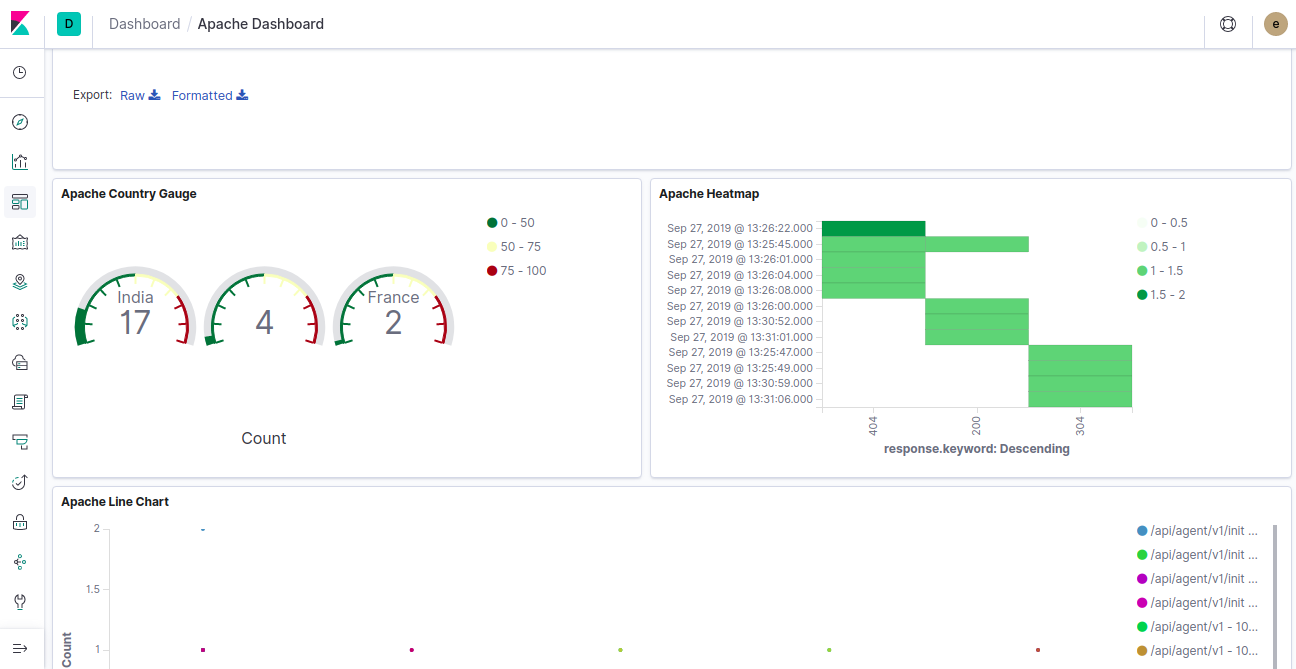 D Dashboard / Apache Dashboard e
Export: Raw Formatted
Apache Country Gauge
India
17
4
France
2
0 - 50
50 - 75
75 - 100
Count
Apache Heatmap
Sep 27, 2019 @ 13:26:22.000
Sep 27, 2019 @ 13:25:45.000
Sep 27, 2019 @ 13:26:01.000
Sep 27, 2019 @ 13:26:04.000
Sep 27, 2019 @ 13:26:08.000
Sep 27, 2019 @ 13:26:00.000
Sep 27, 2019 @ 13:30:52.000
Sep 27, 2019 @ 13:31:01.000
Sep 27, 2019 @ 13:25:47.000
Sep 27, 2019 @ 13:25:49.000
Sep 27, 2019 @ 13:30:59.000
Sep 27, 2019 @ 13:31:06.000
404 200 304
response.keyword: Descending
0 - 0.5
0.5 - 1
1 - 1.5
1.5 - 2
Apache Line Chart
2
1.5
1
Count
/api/agent/v1/init ...
/api/agent/v1/init ...
/api/agent/v1/init ...
/api/agent/v1/init ...
/api/agent/v1 - 10...
/api/agent/v1 - 10...